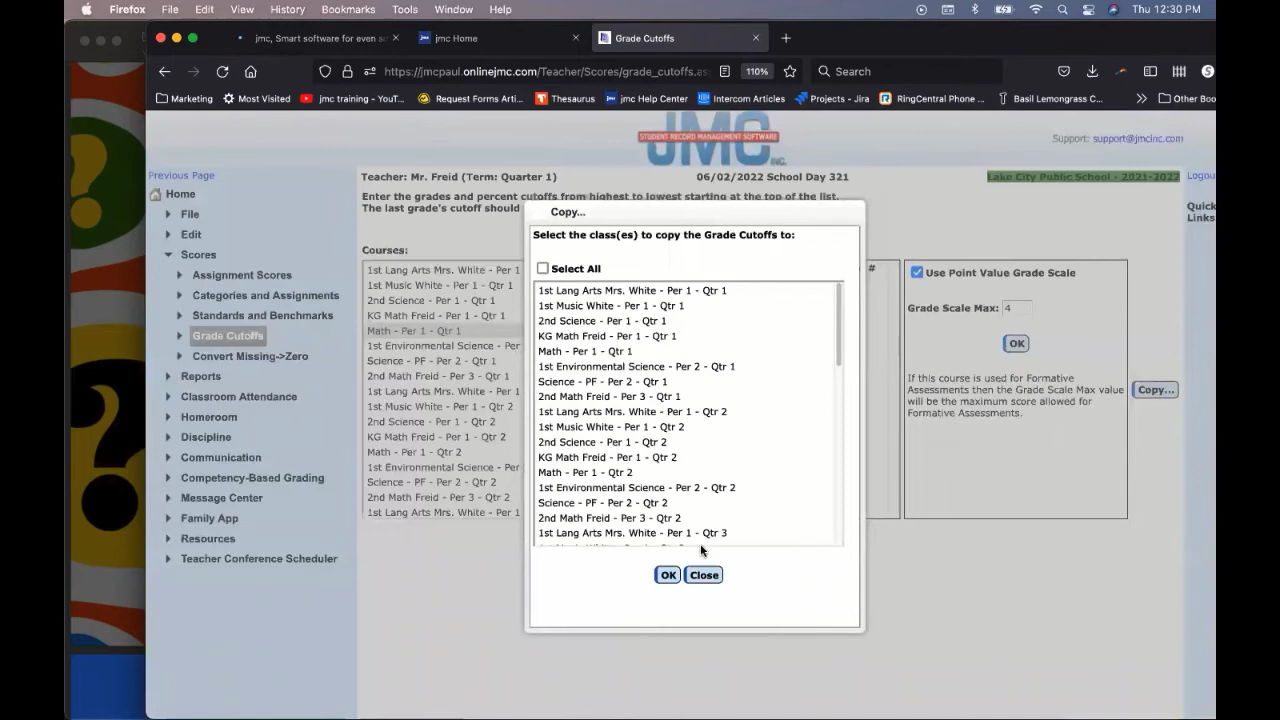 Firefox File Edit View History Bookmarks Tools Window Help Thu 12:30 PM
jmc, Smart software for even s
jmc Home
Grade Cutoffs
https://jmcpaul.onlinejmc.com/Teacher/Scores/grade_cutoffs.as
110%
Search
Marketing
Most Visited
jmc training - YouT...
Request Forms Arti...
Thesaurus
jmc Help Center
Intercom Articles
Projects - Jira
RingCentral Phone ...
Basil Lemongrass C...
Other Boo
STUDENT RECORD MANAGEMENT SOFTWARE
JMC
INC.
Support: support@jmcinc.com
Previous Page
Home
File
Edit
Scores
Assignment Scores
Categories and Assignments
Standards and Benchmarks
Grade Cutoffs
Convert Missing->Zero
Reports
Classroom Attendance
Homeroom
Discipline
Communication
Competency-Based Grading
Message Center
Family App
Resources
Teacher Conference Scheduler
Teacher: Mr. Freid (Term: Quarter 1)
06/02/2022 School Day 321
Lake City Public School - 2021-2022
Logou
Quick
Links
Enter the grades and percent cutoffs from highest to lowest starting at the top of the list.
The last grade's cutoff should
Courses:
1st Lang Arts Mrs. White - Per 1
1st Music White - Per 1 - Qtr 1
2nd Science - Per 1 - Qtr 1
KG Math Freid - Per 1 - Qtr 1
Math - Per 1 - Qtr 1
1st Environmental Science - Per
Science - PF - Per 2 - Qtr 1
2nd Math Freid - Per 3 - Qtr 1
1st Lang Arts Mrs. White - Per 1
1st Music White - Per 1 - Qtr 2
2nd Science - Per 1 - Qtr 2
KG Math Freid - Per 1 - Qtr 2
Math - Per 1 - Qtr 2
1st Environmental Science - Per
Science - PF - Per 2 - Qtr 2
2nd Math Freid - Per 3 - Qtr 2
1st Lang Arts Mrs. White - Per 1
Copy...
Select the class(es) to copy the Grade Cutoffs to:
Select All
1st Lang Arts Mrs. White - Per 1 - Qtr 1
1st Music White - Per 1 - Qtr 1
2nd Science - Per 1 - Qtr 1
KG Math Freid - Per 1 - Qtr 1
Math - Per 1 - Qtr 1
1st Environmental Science - Per 2 - Qtr 1
Science - PF - Per 2 - Qtr 1
2nd Math Freid - Per 3 - Qtr 1
1st Lang Arts Mrs. White - Per 1 - Qtr 2
1st Music White - Per 1 - Qtr 2
2nd Science - Per 1 - Qtr 2
KG Math Freid - Per 1 - Qtr 2
Math - Per 1 - Qtr 2
1st Environmental Science - Per 2 - Qtr 2
Science - PF - Per 2 - Qtr 2
2nd Math Freid - Per 3 - Qtr 2
1st Lang Arts Mrs. White - Per 1 - Qtr 3
OK Close
#
Use Point Value Grade Scale
Grade Scale Max: 4
OK
If this course is used for Formative
Assessments then the Grade Scale Max value
will be the maximum score allowed for
Formative Assessments.
Copy...